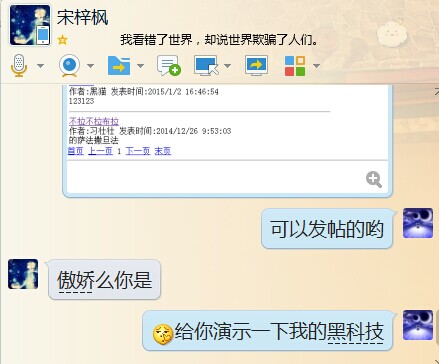 宋梓枫
我看错了世界，却说世界欺骗了人们。
作者:黑猫 发表时间:2015/1/2 16:46:54
123123
不拉不拉布拉
作者:习壮壮 发表时间:2014/12/26 9:53:03
的萨法撒旦法
首页 上一页 1 下一页 末页
可以发帖的哟
傲娇么你是
给你演示一下我的黑科技